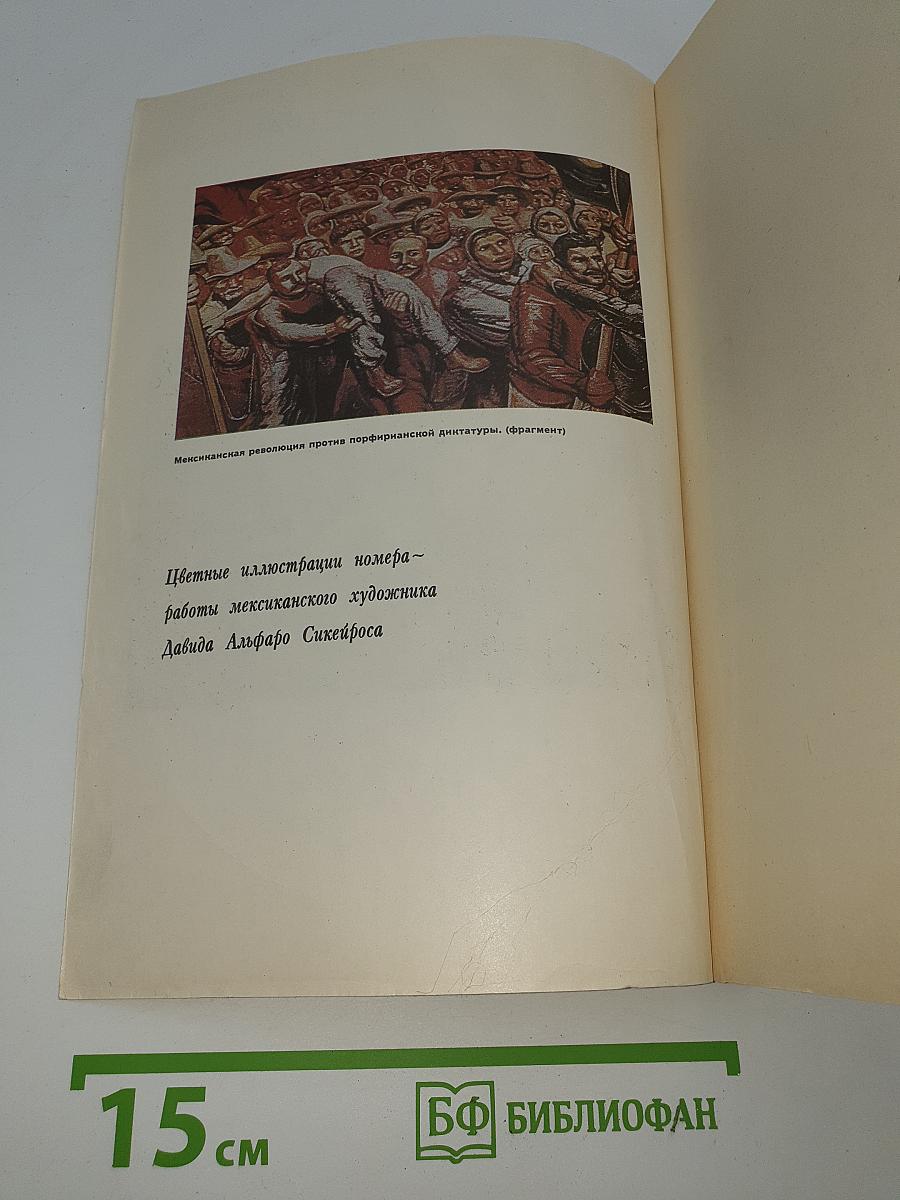 Мексиканская революция против порфирианской диктатуры. (фрагмент)
Цветные иллюстрации номера~
работы мексиканского художника
Давида Альфаро Сикейроса
15 см
БФ БИБЛИОФАН